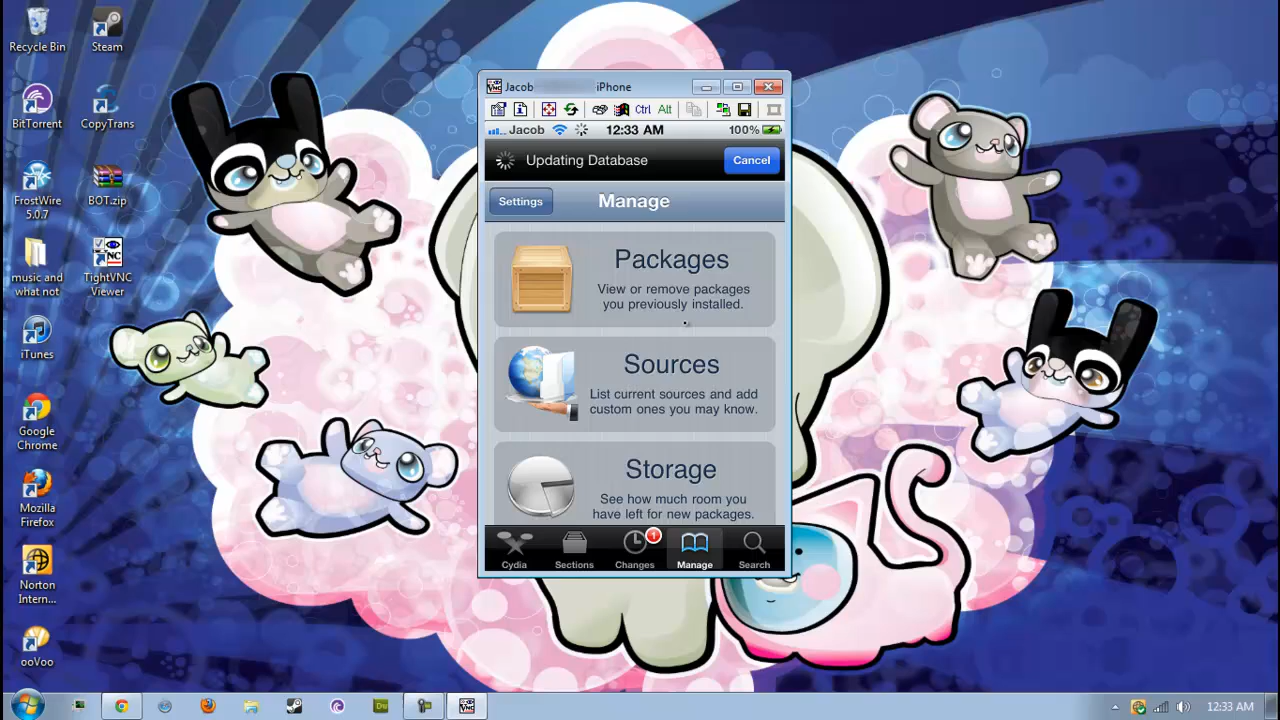 Recycle Bin
Steam
BitTorrent
CopyTrans
FrostWire
5.0.7
BOT.zip
music and
what not
TightVNC
Viewer
iTunes
Google
Chrome
Mozilla
Firefox
Norton
Intern...
ooVoo
Jacob iPhone
Ctrl Alt
Jacob 12:33 AM 100%
Updating Database Cancel
Settings Manage
Packages
View or remove packages
you previously installed.
Sources
List current sources and add
custom ones you may know.
Storage
See how much room you
have left for new packages.
Cydia Sections Changes Manage Search
12:33 AM